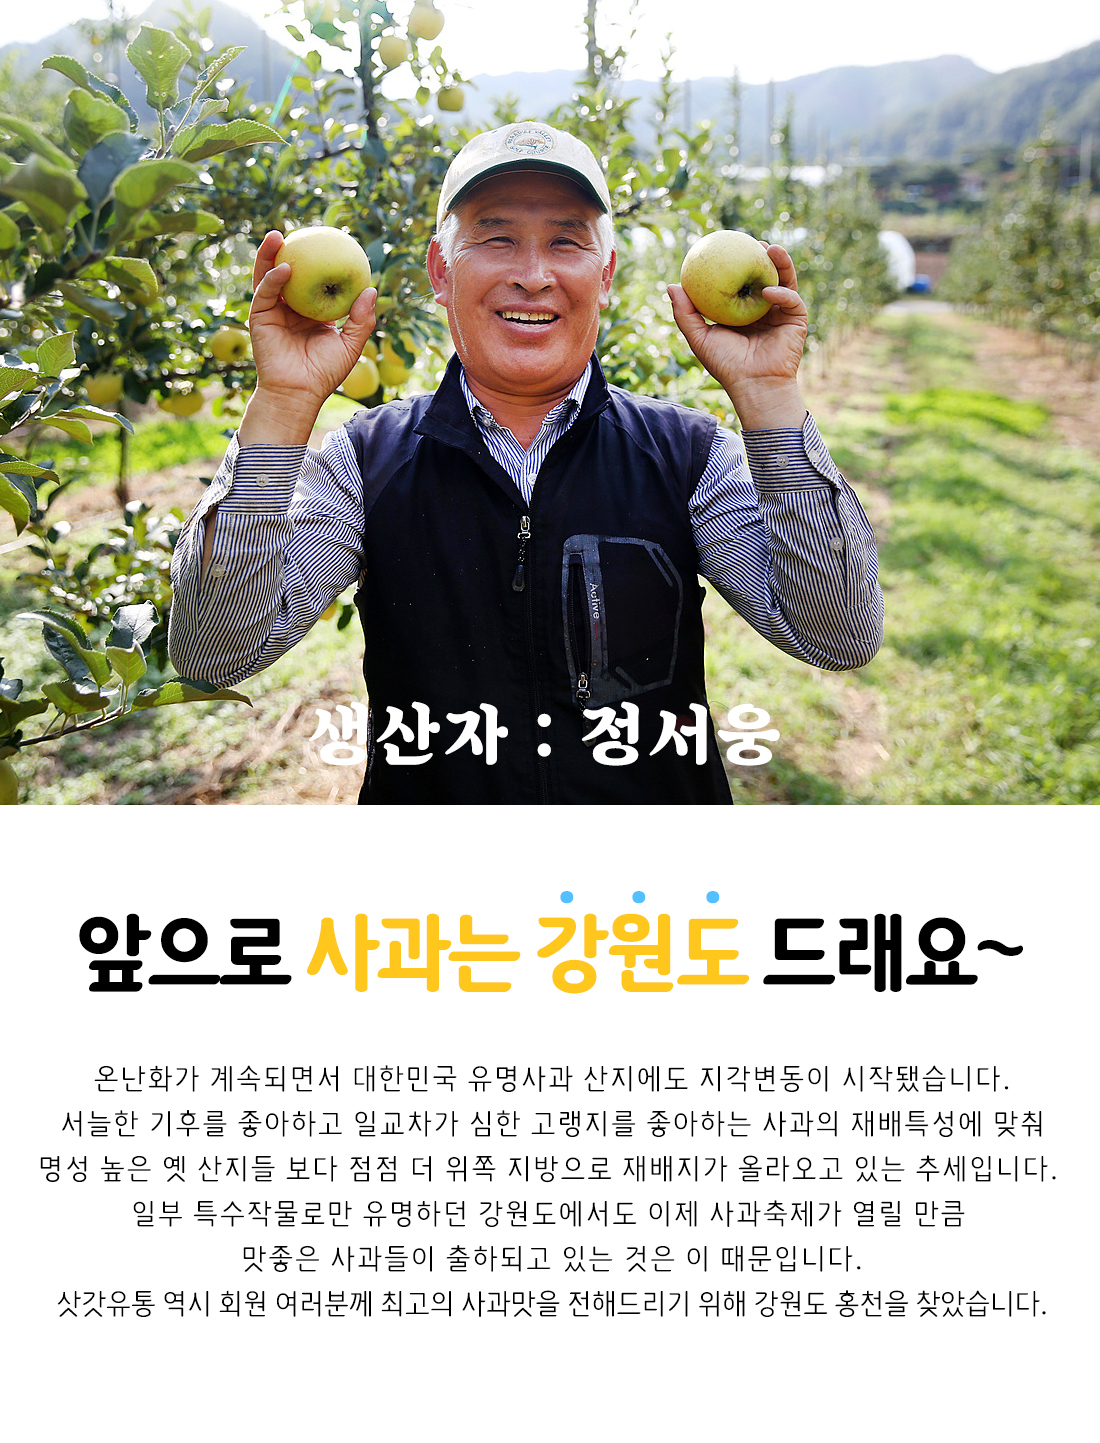 Active
생산자 : 정서웅
앞으로 사과는 강원도 드래요~
온난화가 계속되면서 대한민국 유명사과 산지에도 지각변동이 시작됐습니다.
서늘한 기후를 좋아하고 일교차가 심한 고랭지를 좋아하는 사과의 재배특성에 맞춰
명성 높은 옛 산지들 보다 점점 더 위쪽 지방으로 재배지가 올라오고 있는 추세입니다.
일부 특수작물로만 유명하던 강원도에서도 이제 사과축제가 열릴 만큼
맛좋은 사과들이 출하되고 있는 것은 이 때문입니다.
삿갓유통 역시 회원 여러분께 최고의 사과맛을 전해드리기 위해 강원도 홍천을 찾았습니다.